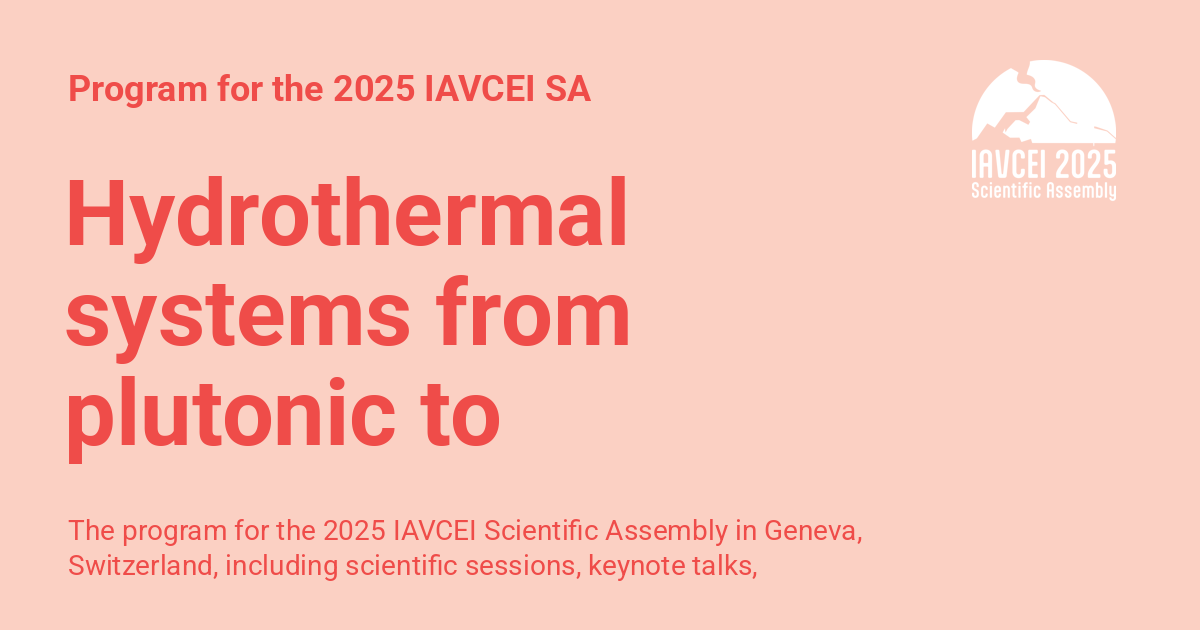 Program for the 2025 IAVCEI SA
IAVCEI 2025
Scientific Assembly
Hydrothermal
systems from
plutonic to
The program for the 2025 IAVCEI Scientific Assembly in Geneva,
Switzerland, including scientific sessions, keynote talks,